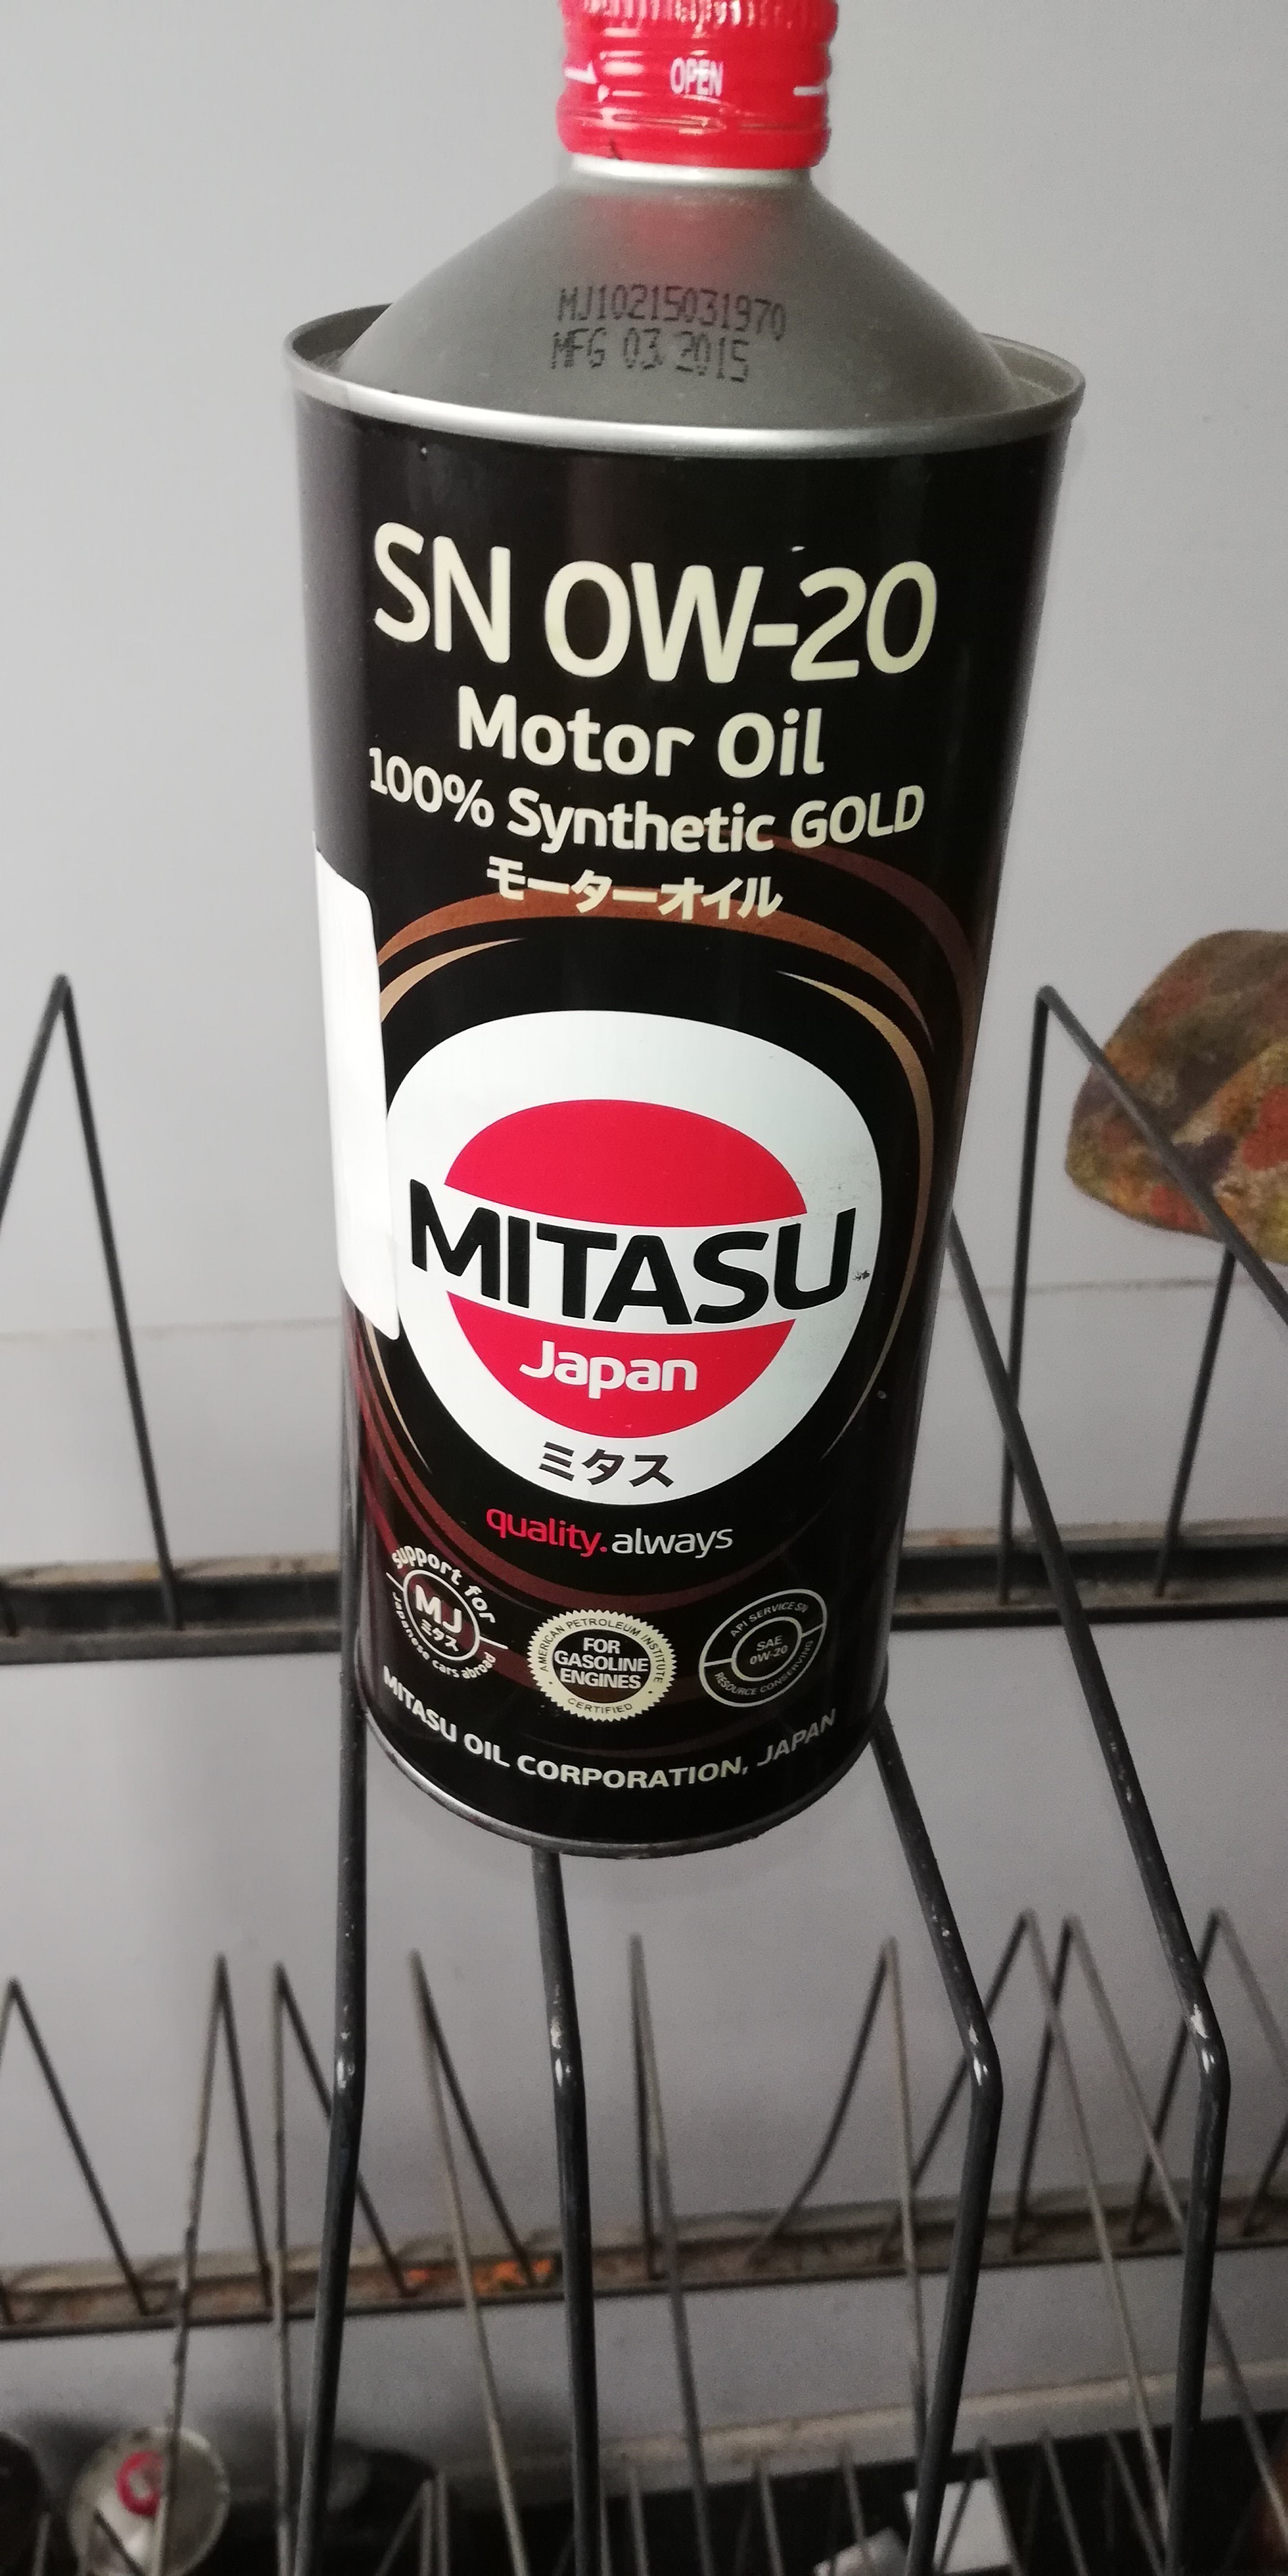 OPEN
MJ10215031970
MFG 03 2015
SN 0W-20
Motor Oil
100% Synthetic GOLD
モーターオイル
MITASU
Japan
ミタス
quality.always
support for
MJ
ミタス
Japanese cars abroad
AMERICAN PETROLEUM INSTITUTE
FOR
GASOLINE
ENGINES
CERTIFIED
API SERVICE SN
SAE
0W-20
RESOURCE CONSERVING
MITASU OIL CORPORATION, JAPAN